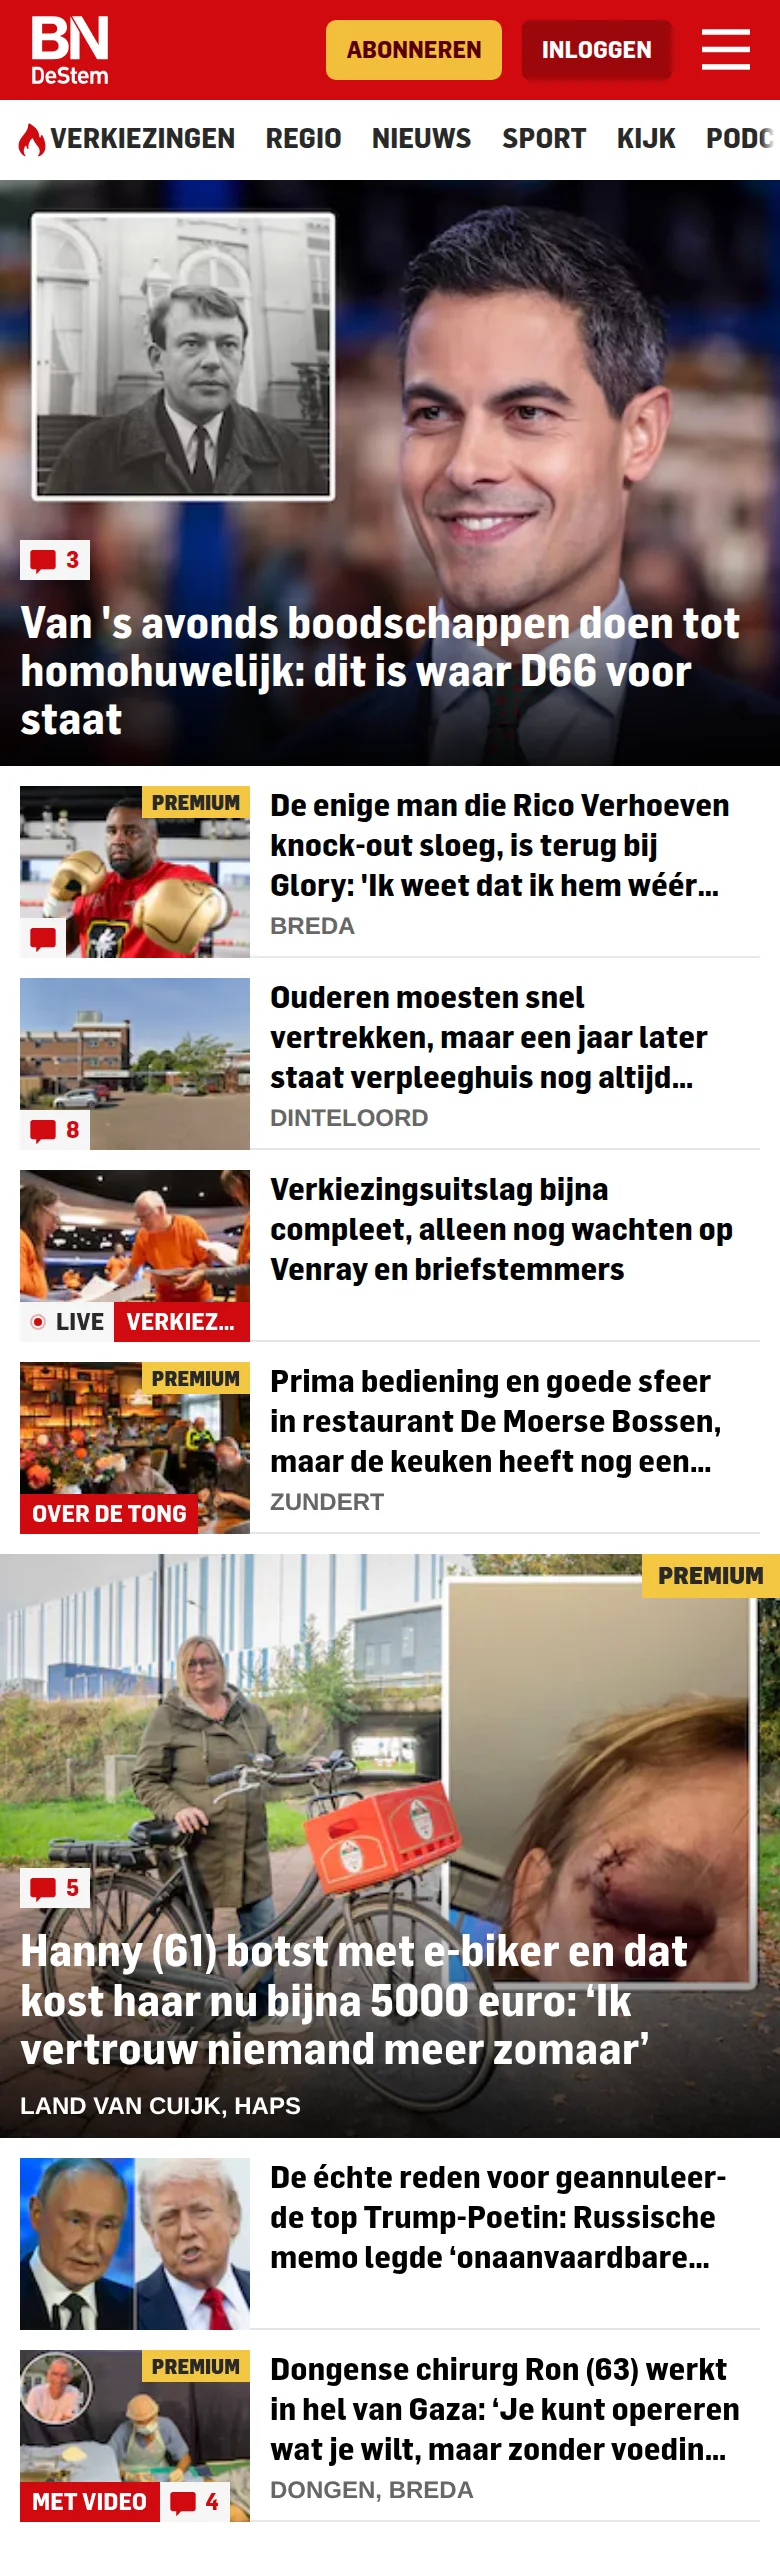 BN
DeStem
ABONNEREN
INLOGGEN
VERKIEZINGEN REGIO NIEUWS SPORT KIJK PODC
3
Van 's avonds boodschappen doen tot
homohuwelijk: dit is waar D66 voor
staat
PREMIUM
De enige man die Rico Verhoeven
knock-out sloeg, is terug bij
Glory: 'Ik weet dat ik hem wéér...
BREDA
Ouderen moesten snel
vertrekken, maar een jaar later
staat verpleeghuis nog altijd...
8
DINTELOORD
Verkiezingsuitslag bijna
compleet, alleen nog wachten op
Venray en briefstemmers
LIVE VERKIEZ...
PREMIUM
Prima bediening en goede sfeer
in restaurant De Moerse Bossen,
maar de keuken heeft nog een...
OVER DE TONG
ZUNDERT
PREMIUM
5
Hanny (61) botst met e-biker en dat
kost haar nu bijna 5000 euro: ‘Ik
vertrouw niemand meer zomaar’
LAND VAN CUIJK, HAPS
De échte reden voor geannuleer-
de top Trump-Poetin: Russische
memo legde ‘onaanvaardbare...
PREMIUM
Dongense chirurg Ron (63) werkt
in hel van Gaza: ‘Je kunt opereren
wat je wilt, maar zonder voedin...
MET VIDEO 4
DONGEN, BREDA